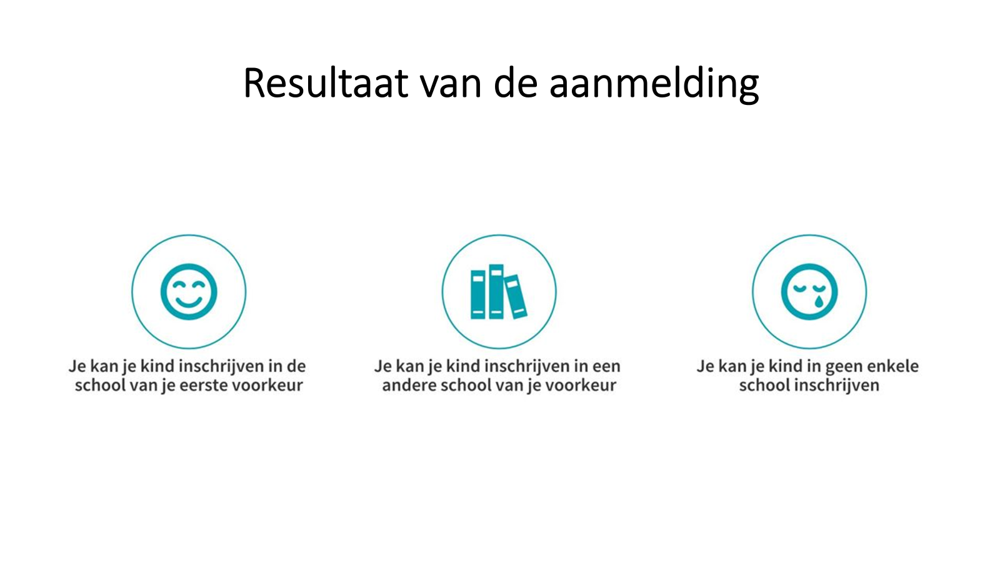 Resultaat van de aanmelding
Je kan je kind inschrijven in de
school van je eerste voorkeur
Je kan je kind inschrijven in een
andere school van je voorkeur
Je kan je kind in geen enkele
school inschrijven